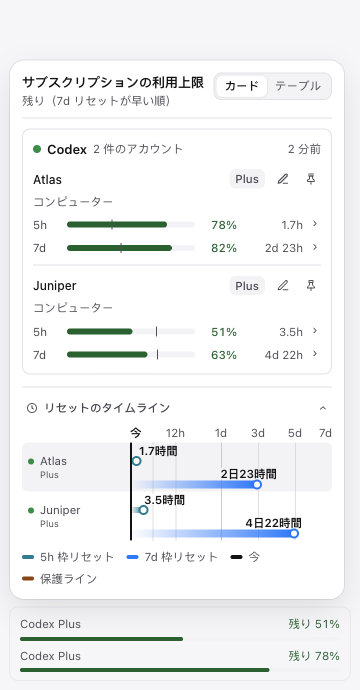 サブスクリプションの利用上限
残り（7d リセットが早い順）
カード テーブル
Codex 2 件のアカウント 2 分前
Atlas Plus
コンピューター
5h 78% 1.7h
7d 82% 2d 23h
Juniper Plus
コンピューター
5h 51% 3.5h
7d 63% 4d 22h
リセットのタイムライン
今 12h 1d 3d 5d 7d
1.7時間
Atlas
Plus
2日23時間
3.5時間
Juniper
Plus
4日22時間
5h 枠リセット 7d 枠リセット 今
保護ライン
Codex Plus 残り 51%
Codex Plus 残り 78%